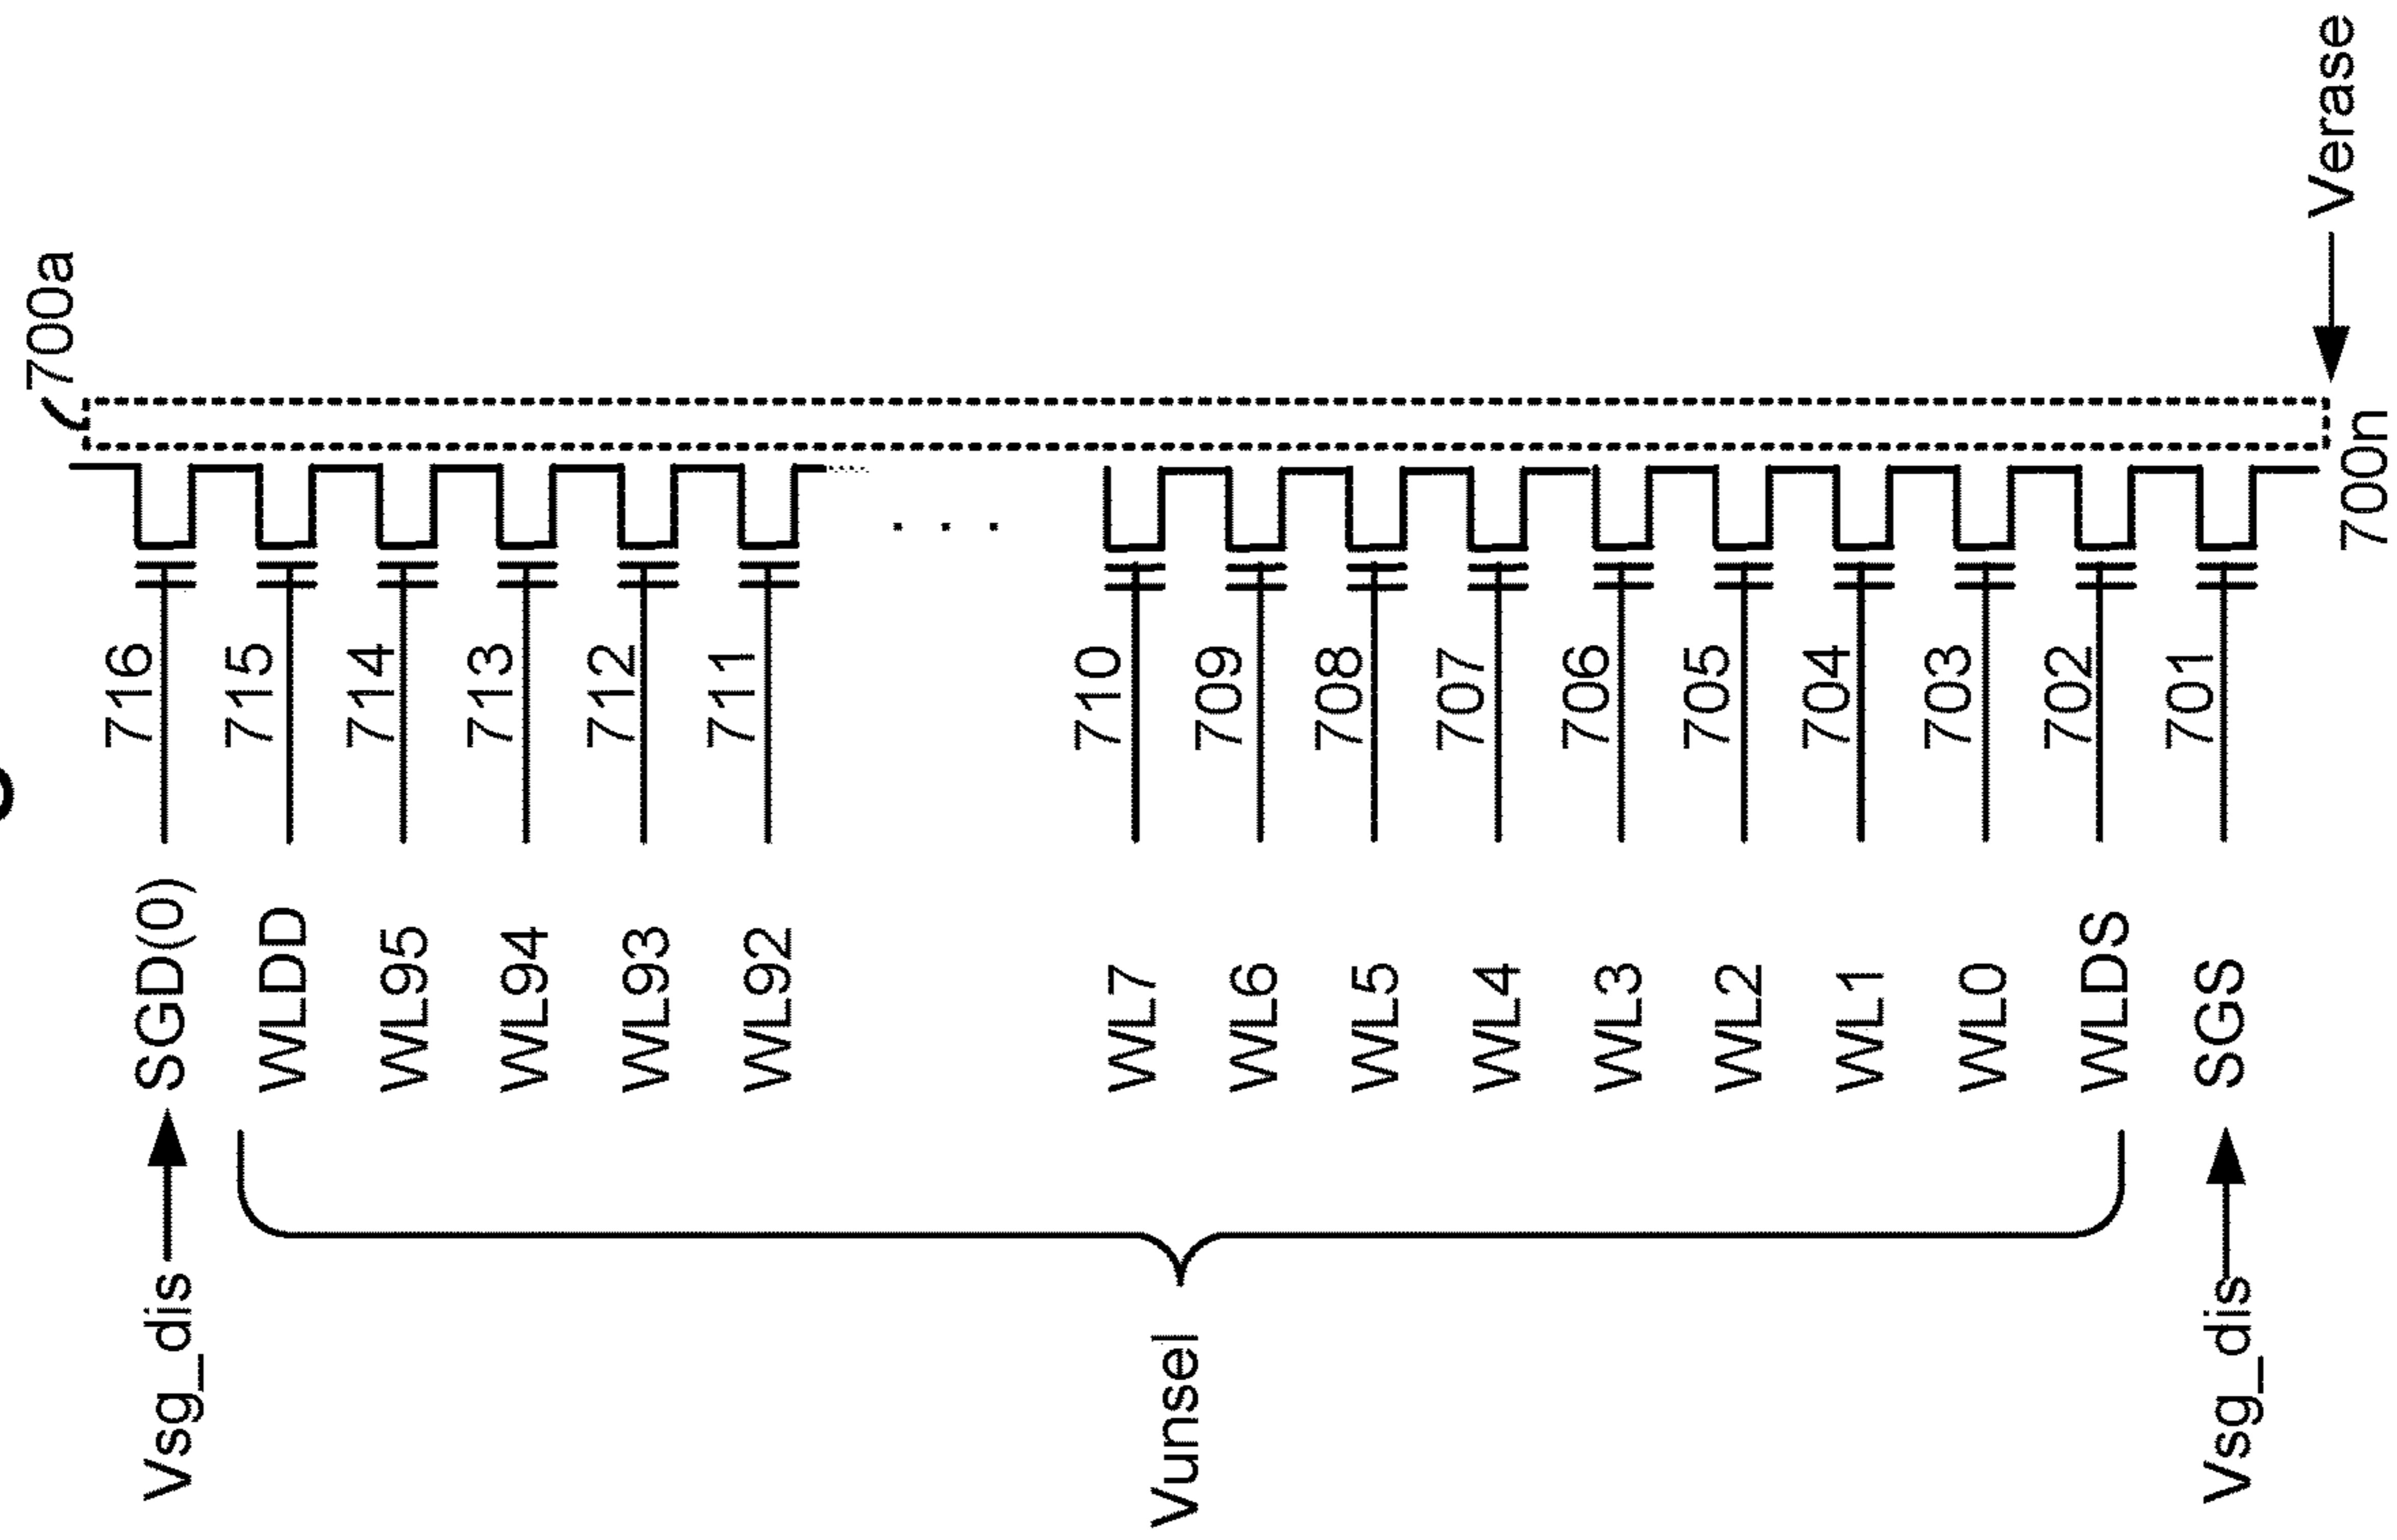 700a
Vsg_dis SGD(0) 716
WLDD 715
WL95 714
WL94 713
WL93 712
WL92 711
. . .
Vunsel
WL7 710
WL6 709
WL5 708
WL4 707
WL3 706
WL2 705
WL1 704
WL0 703
WLDS 702
Vsg_dis SGS 701
700n
Verase